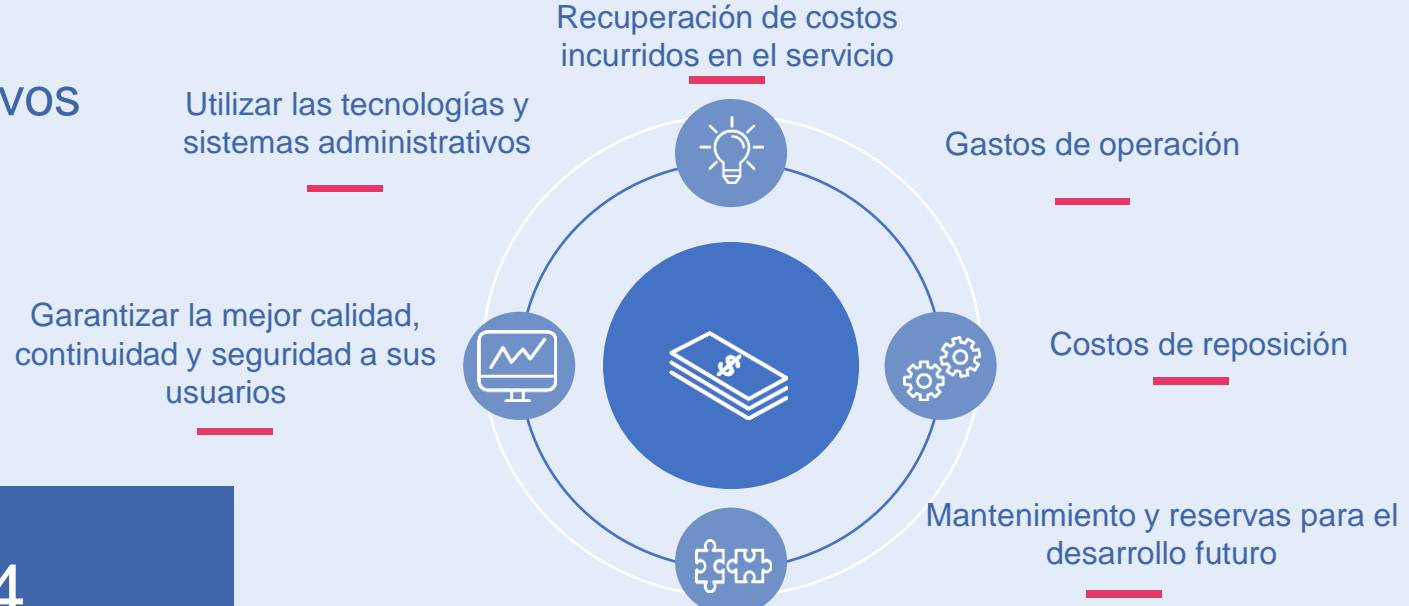 Recuperación de costos
incurridos en el servicio
vos
Utilizar las tecnologías y
sistemas administrativos
Gastos de operación
Garantizar la mejor calidad,
continuidad y seguridad a sus
usuarios
Costos de reposición
Mantenimiento y reservas para el
desarrollo futuro
4
$